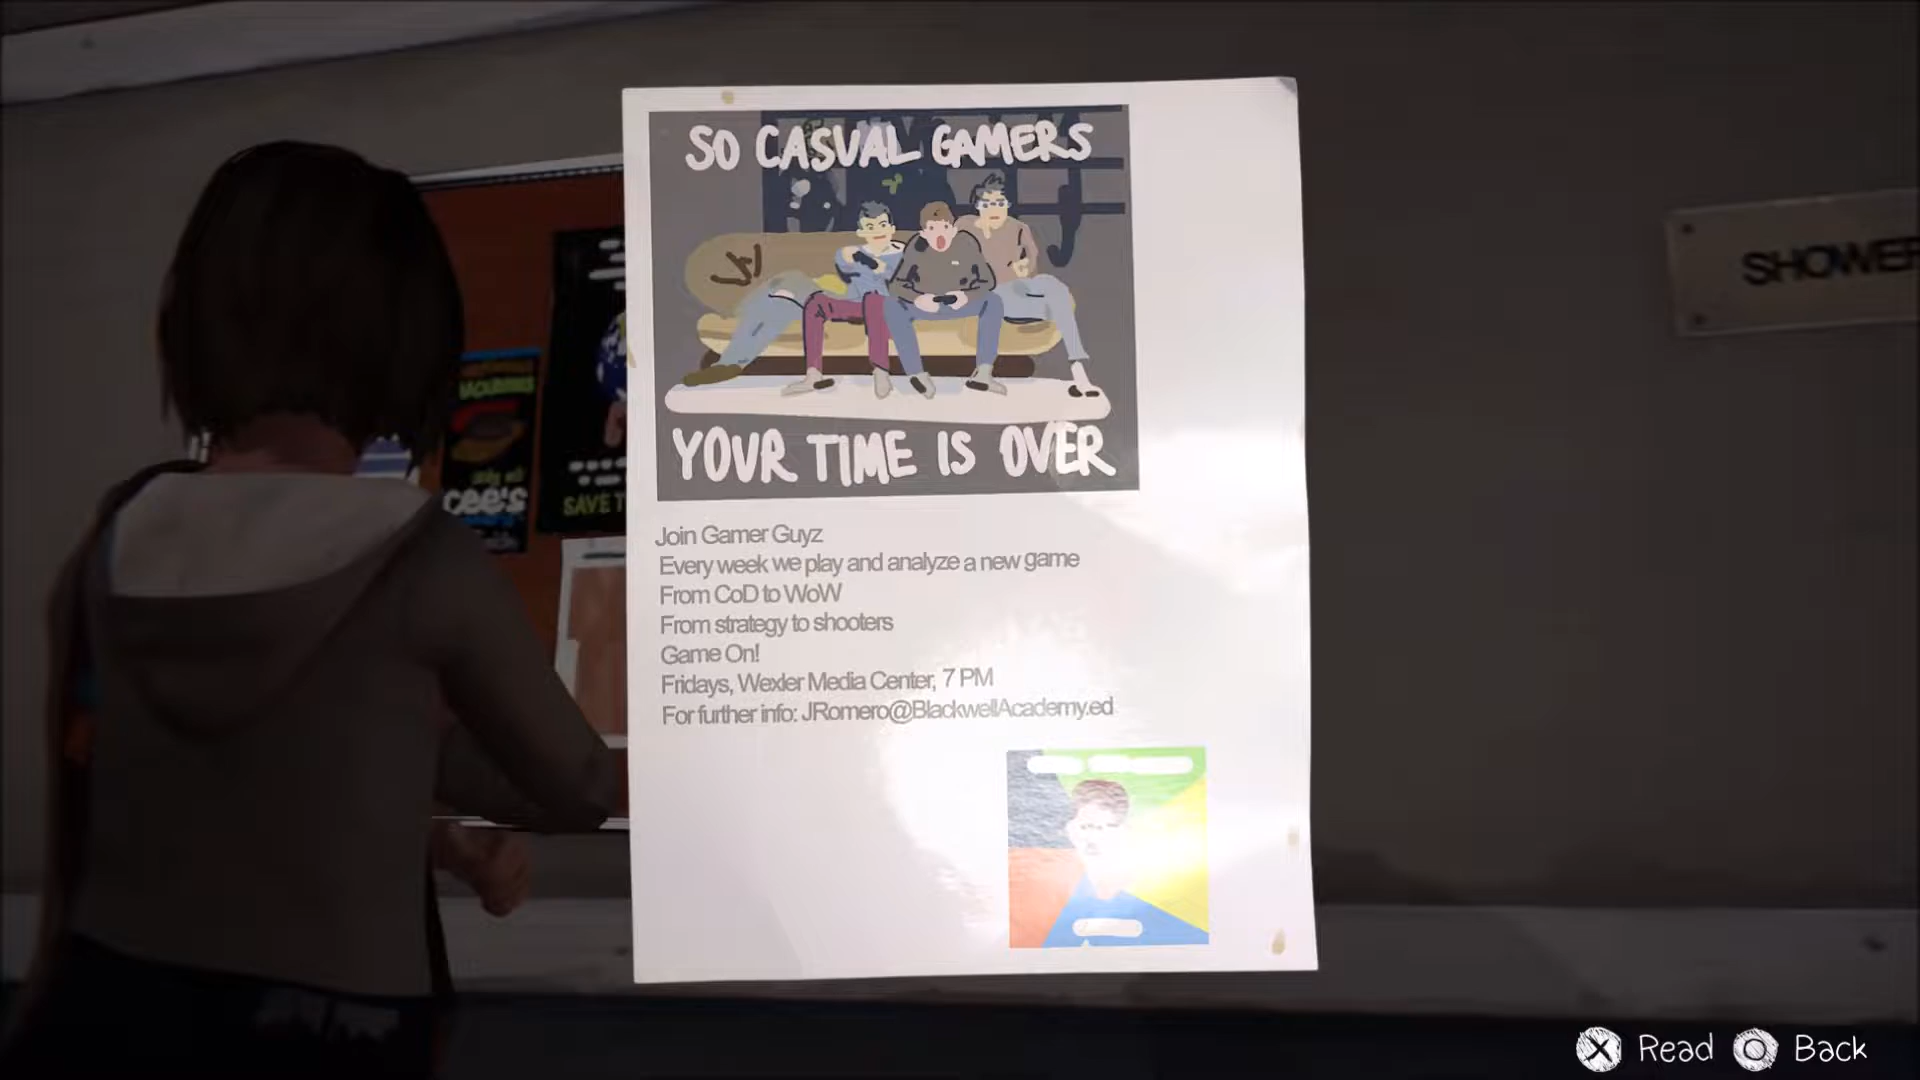 SO CASUAL GAMERS
YOUR TIME IS OVER
Join Gamer Guyz
Every week we play and analyze a new game
From CoD to WoW
From strategy to shooters
Game On!
Fridays, Wexler Media Center, 7 PM
For further info: JRomero@BlackwellAcademy.ed
cee's
SAVE T
SHOWER
Read
Back